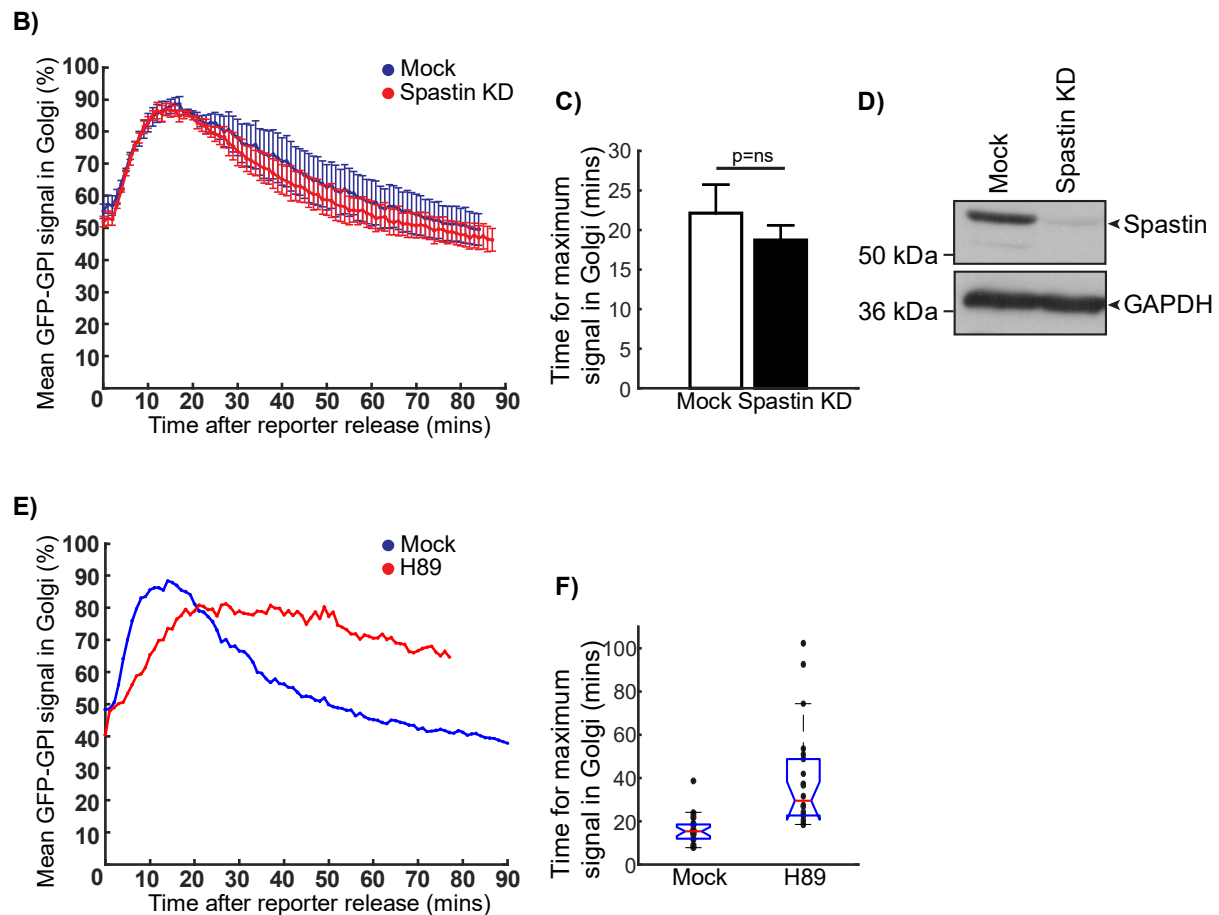 B)
Mean GFP-GPI signal in Golgi (%)
100
90
80
70
60
50
40
30
20
10
0
0 10 20 30 40 50 60 70 80 90
Time after reporter release (mins)
Mock
Spastin KD
C)
Time for maximum
signal in Golgi (mins)
30
25
20
15
10
5
0
p=ns
Mock Spastin KD
D)
Mock
Spastin KD
50 kDa
Spastin
36 kDa
GAPDH
E)
Mean GFP-GPI signal in Golgi (%)
100
90
80
70
60
50
40
30
20
10
0
0 10 20 30 40 50 60 70 80 90
Time after reporter release (mins)
Mock
H89
F)
Time for maximum
signal in Golgi (mins)
100
80
60
40
20
0
Mock H89